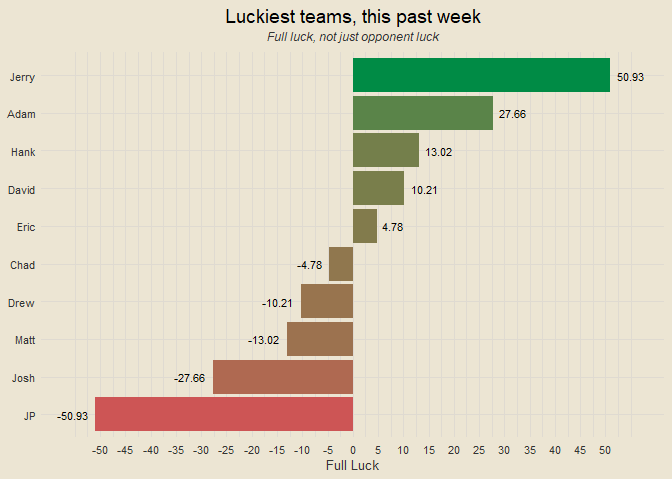 Luckiest teams, this past week
Full luck, not just opponent luck
Jerry 50.93
Adam 27.66
Hank 13.02
David 10.21
Eric 4.78
Chad -4.78
Drew -10.21
Matt -13.02
Josh -27.66
JP -50.93
-50 -45 -40 -35 -30 -25 -20 -15 -10 -5 0 5 10 15 20 25 30 35 40 45 50
Full Luck